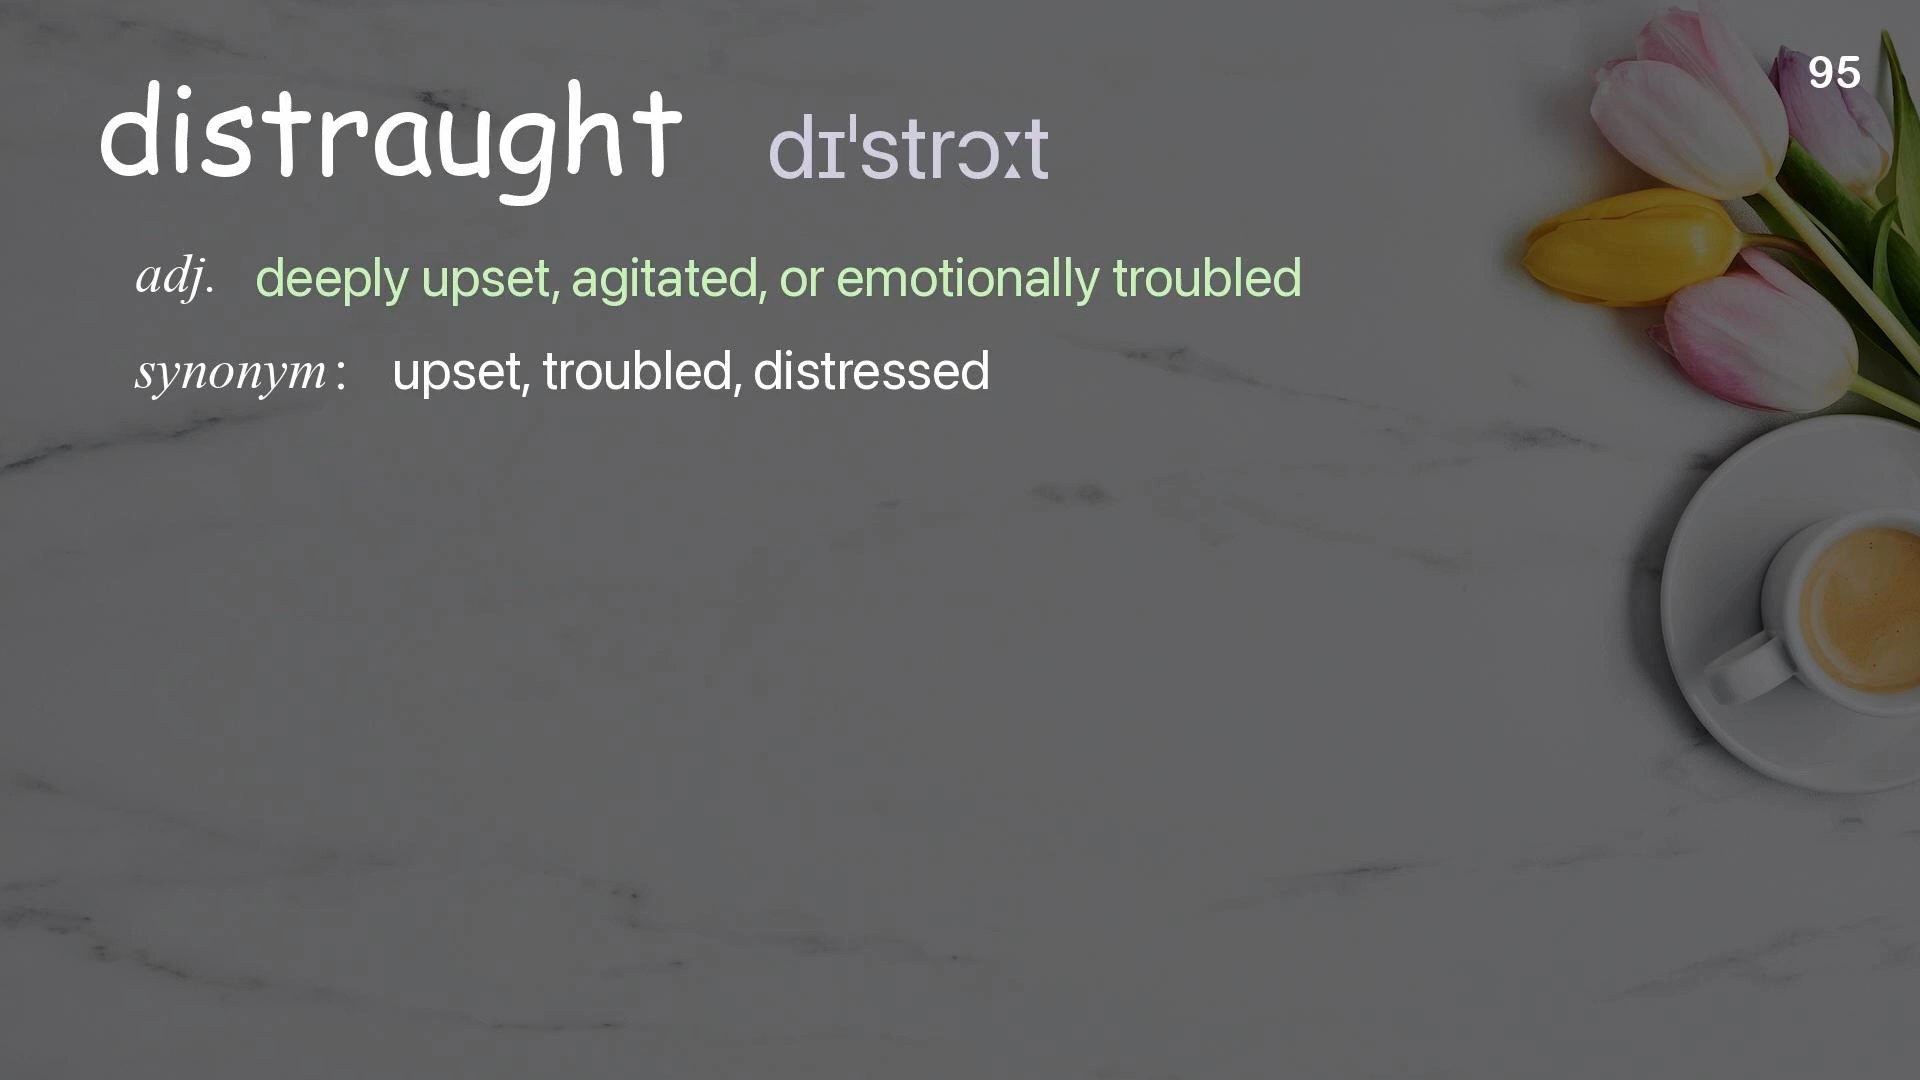 95
distraught dɪˈstrɔːt
adj. deeply upset, agitated, or emotionally troubled
synonym: upset, troubled, distressed